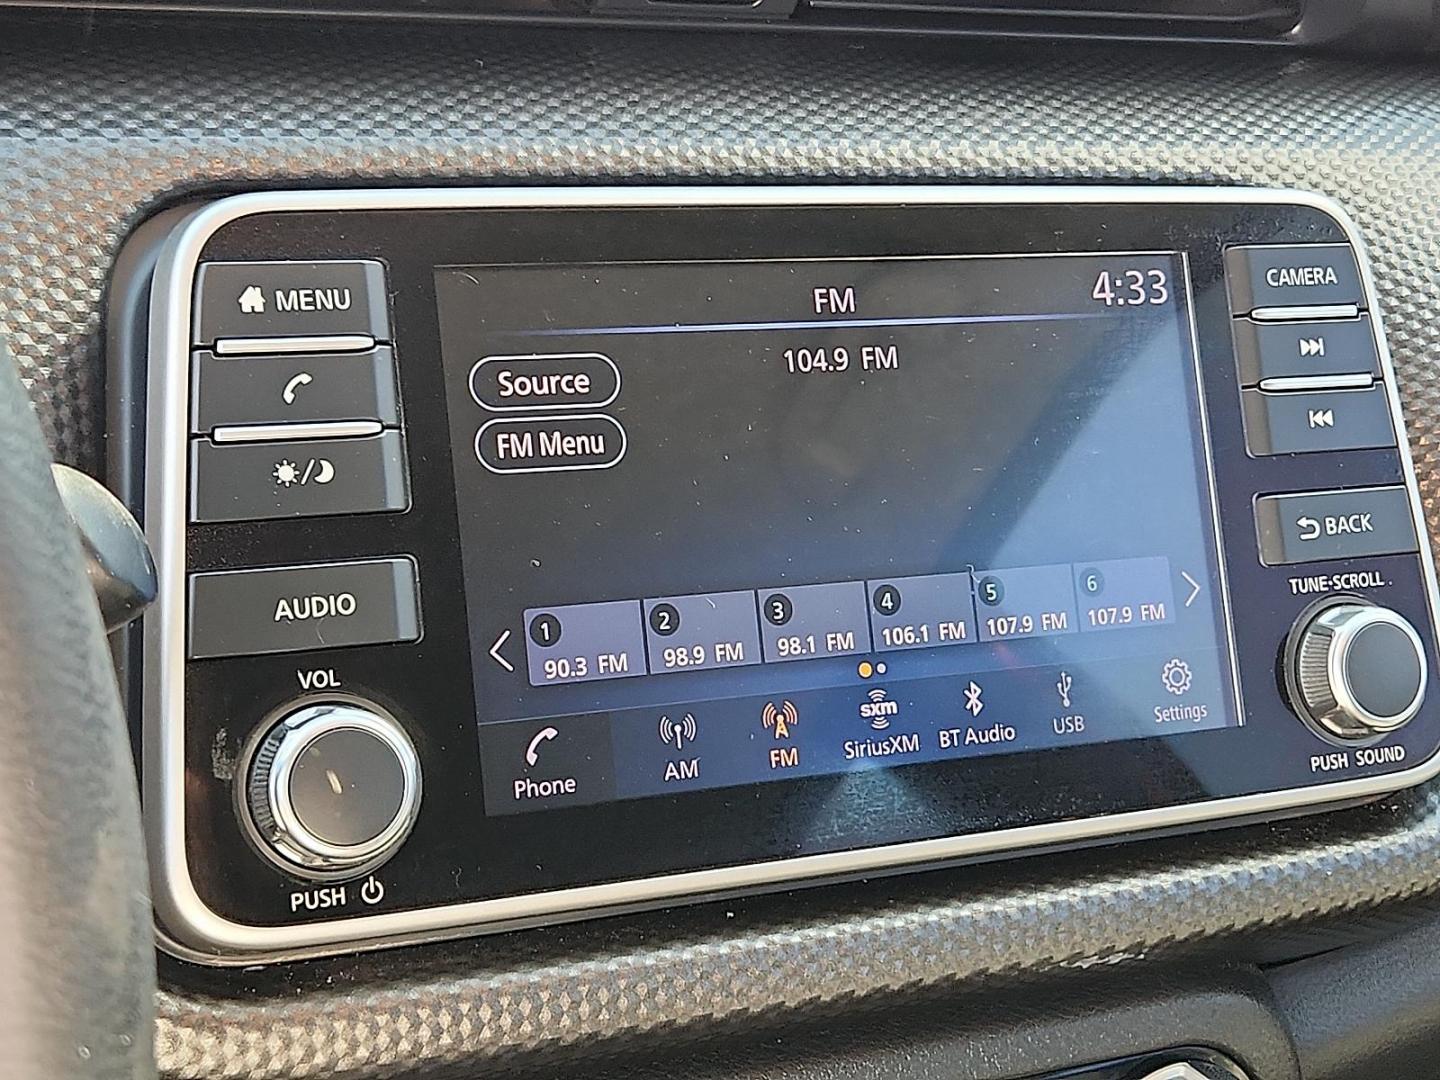 MENU
AUDIO
VOL
PUSH
FM
4:33
104.9 FM
Source
FM Menu
1
90.3 FM
2
98.9 FM
3
98.1 FM
4
106.1 FM
5
107.9 FM
6
107.9 FM
Phone
AM
FM
sxm
SiriusXM
BT Audio
USB
Settings
CAMERA
BACK
TUNE·SCROLL
PUSH SOUND